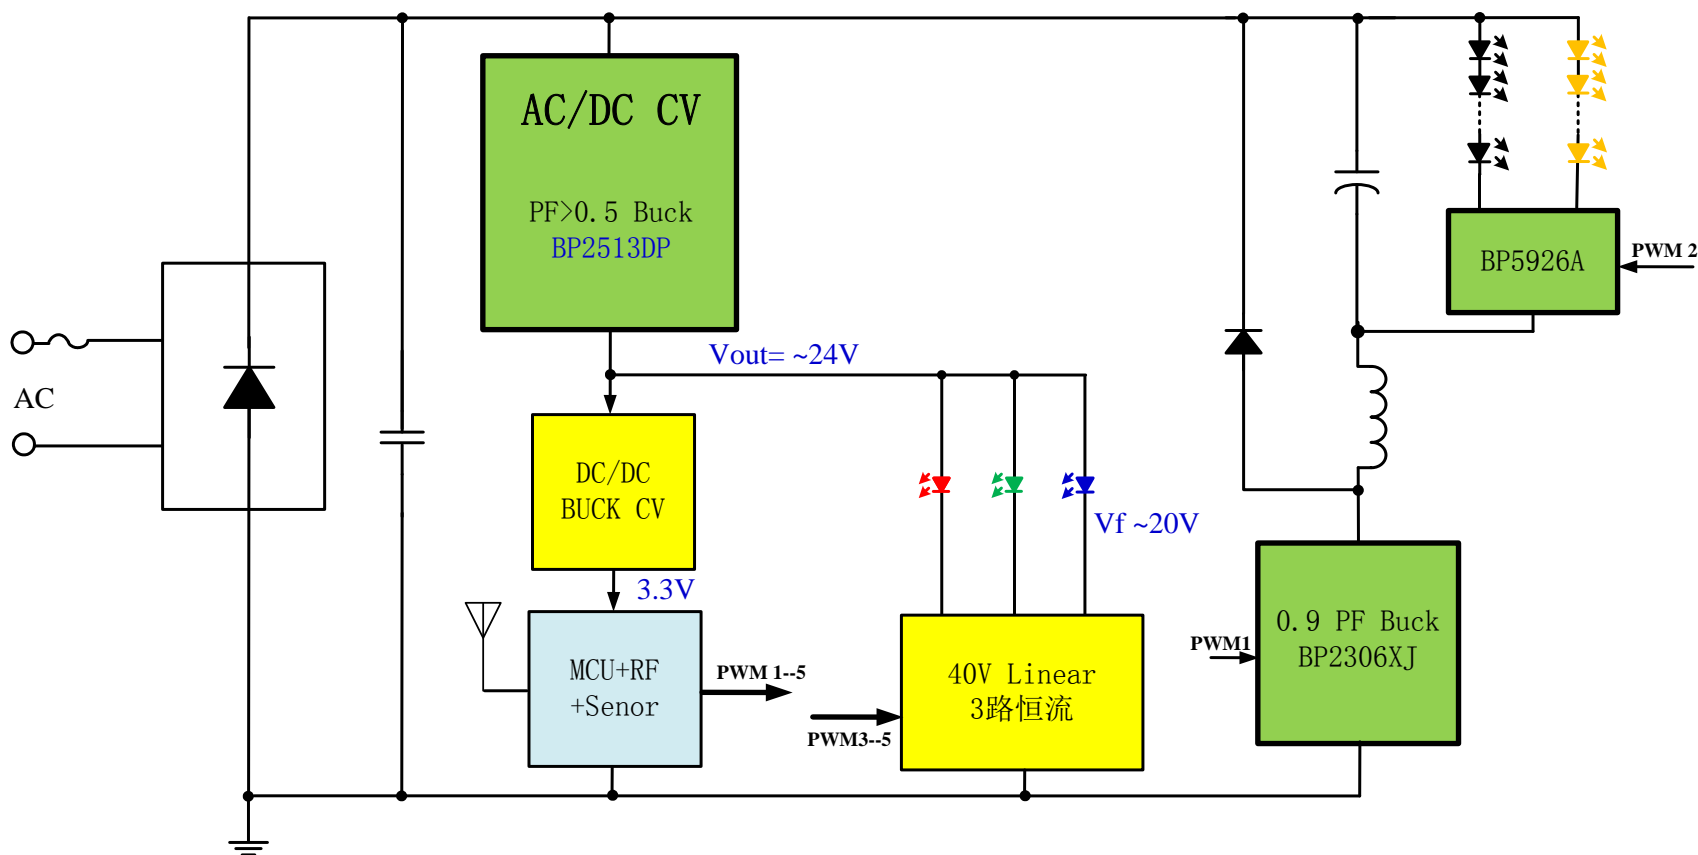 AC/DC CV
PF>0.5 Buck
BP2513DP
BP5926A
PWM 2
Vout= ~24V
AC
DC/DC
BUCK CV
Vf ~20V
3.3V
0.9 PF Buck
BP2306XJ
PWM1
MCU+RF
+Senor
PWM 1--5
40V Linear
3路恒流
PWM3--5